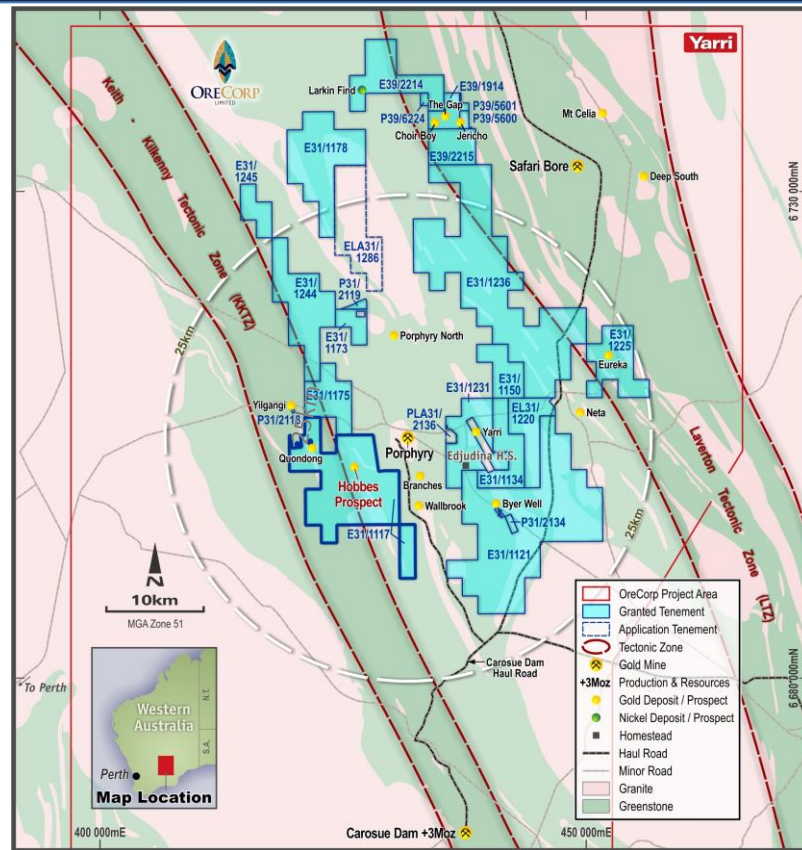 Yarri
ORECORP
LIMITED
Keith - Kilkenny Tectonic Zone (KKTZ)
Larkin Find
E39/2214
E39/1914
The Gap
P39/6224
P39/5601
P39/5600
Choir Boy
Jericho
E39/2215
Mt Celia
Safari Bore
Deep South
6 730 000mN
E31/1178
E31/
1245
ELA31/
1286
E31/
1244
P31/
2119
E31/
1173
E31/1236
25km
Porphyry North
E31/
1225
Eureka
E31/1175
E31/1231
E31/
1150
EL31/
1220
Yilgangi
P31/2118
PLA31/
2136
Yarri
Neta
Quondong
Porphyry
Edjudina H.S.
Hobbes
Prospect
Branches
E31/1134
Wallbrook
Byer Well
P31/2134
E31/1117
E31/1121
25km
Laverton Tectonic Zone (LTZ)
N
10km
MGA Zone 51
Carosue Dam
Haul Road
To Perth
6 680 000mN
Western
Australia
N.T.
S.A.
Perth
Map Location
OreCorp Project Area
Granted Tenement
Application Tenement
Tectonic Zone
Gold Mine
+3Moz Production & Resources
Gold Deposit / Prospect
Nickel Deposit / Prospect
Homestead
Haul Road
Minor Road
Granite
Greenstone
400 000mE
Carosue Dam +3Moz
450 000mE